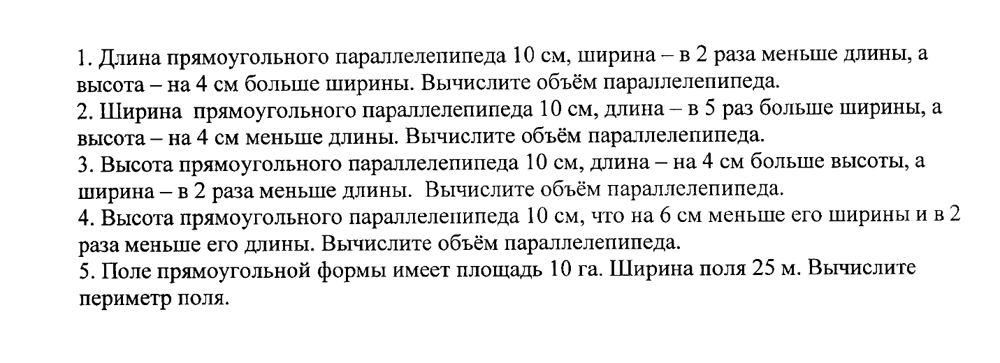 1. Длина прямоугольного параллелепипеда 10 см, ширина – в 2 раза меньше длины, а
высота – на 4 см больше ширины. Вычислите объём параллелепипеда.
2. Ширина  прямоугольного параллелепипеда 10 см, длина – в 5 раз больше ширины, а
высота – на 4 см меньше длины. Вычислите объём параллелепипеда.
3. Высота прямоугольного параллелепипеда 10 см, длина – на 4 см больше высоты, а
ширина – в 2 раза меньше длины.  Вычислите объём параллелепипеда.
4. Высота прямоугольного параллелепипеда 10 см, что на 6 см меньше его ширины и в 2
раза меньше его длины. Вычислите объём параллелепипеда.
5. Поле прямоугольной формы имеет площадь 10 га. Ширина поля 25 м. Вычислите
периметр поля.